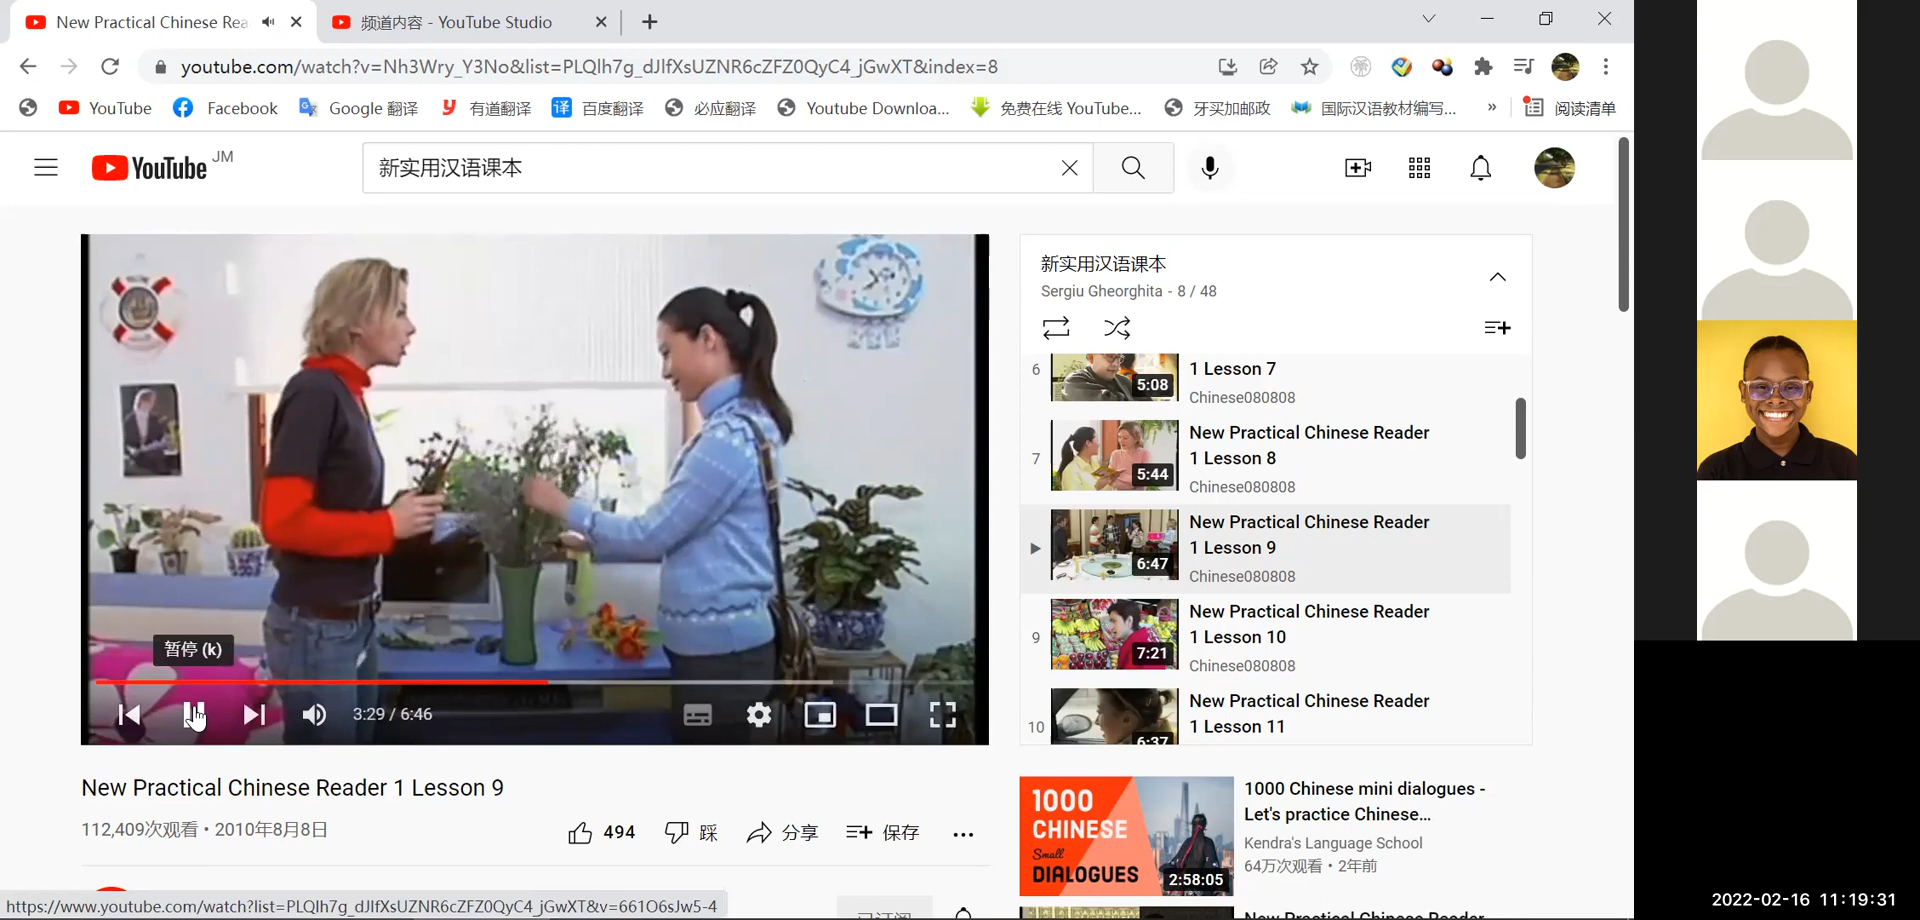 New Practical Chinese Rea
频道内容 - YouTube Studio
youtube.com/watch?v=Nh3Wry_Y3No&list=PLQlh7g_dJlfXsUZNR6cZFZ0QyC4_jGwXT&index=8
YouTube
Facebook
Google 翻译
有道翻译
百度翻译
必应翻译
Youtube Downloa...
免费在线 YouTube...
牙买加邮政
国际汉语教材编写...
»
阅读清单
YouTube JM
新实用汉语课本
暂停 (k)
3:29 / 6:46
New Practical Chinese Reader 1 Lesson 9
112,409次观看 • 2010年8月8日
494
踩
分享
保存
新实用汉语课本
Sergiu Gheorghita - 8 / 48
6
5:08
1 Lesson 7
Chinese080808
7
5:44
New Practical Chinese Reader
1 Lesson 8
Chinese080808
6:47
New Practical Chinese Reader
1 Lesson 9
Chinese080808
9
7:21
New Practical Chinese Reader
1 Lesson 10
Chinese080808
10
6:37
New Practical Chinese Reader
1 Lesson 11
1000
CHINESE
Small
DIALOGUES
2:58:05
1000 Chinese mini dialogues -
Let's practice Chinese...
Kendra's Language School
64万次观看 • 2年前
New Practical Chinese Reader
已订阅
https://www.youtube.com/watch?list=PLQlh7g_dJlfXsUZNR6cZFZ0QyC4_jGwXT&v=661O6sJw5-4
2022-02-16 11:19:31